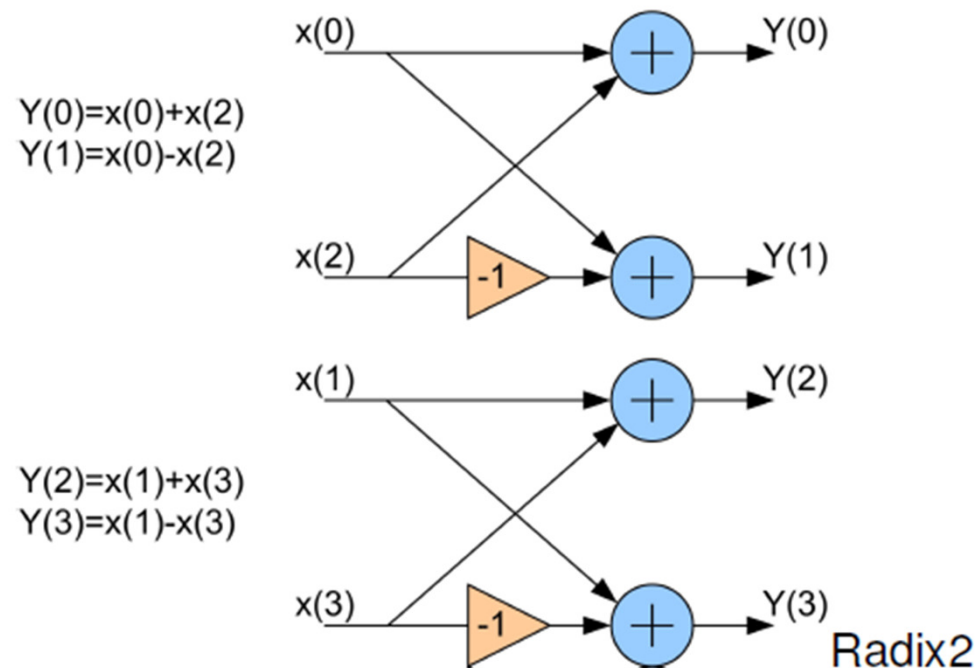 x(0)
Y(0)
Y(0)=x(0)+x(2)
Y(1)=x(0)-x(2)
x(2)
-1
Y(1)
x(1)
Y(2)
Y(2)=x(1)+x(3)
Y(3)=x(1)-x(3)
x(3)
-1
Y(3)
Radix2